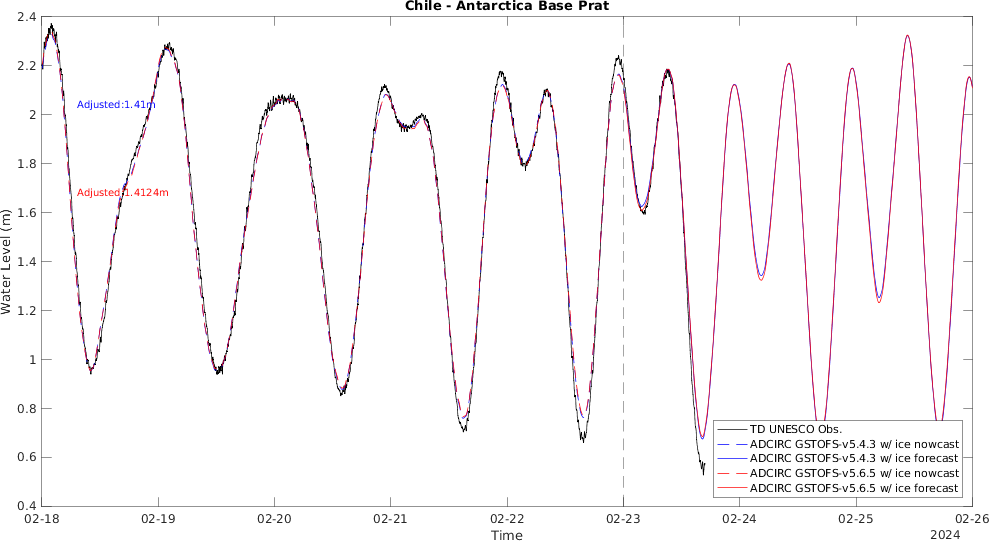 Chile - Antarctica Base Prat
2.4
2.2
2
1.8
1.6
1.4
1.2
1
0.8
0.6
0.4
Water Level (m)
Adjusted:1.41m
Adjusted:1.4124m
TD UNESCO Obs.
ADCIRC GSTOFS-v5.4.3 w/ ice nowcast
ADCIRC GSTOFS-v5.4.3 w/ ice forecast
ADCIRC GSTOFS-v5.6.5 w/ ice nowcast
ADCIRC GSTOFS-v5.6.5 w/ ice forecast
02-18 02-19 02-20 02-21 02-22 02-23 02-24 02-25 02-26
Time
2024